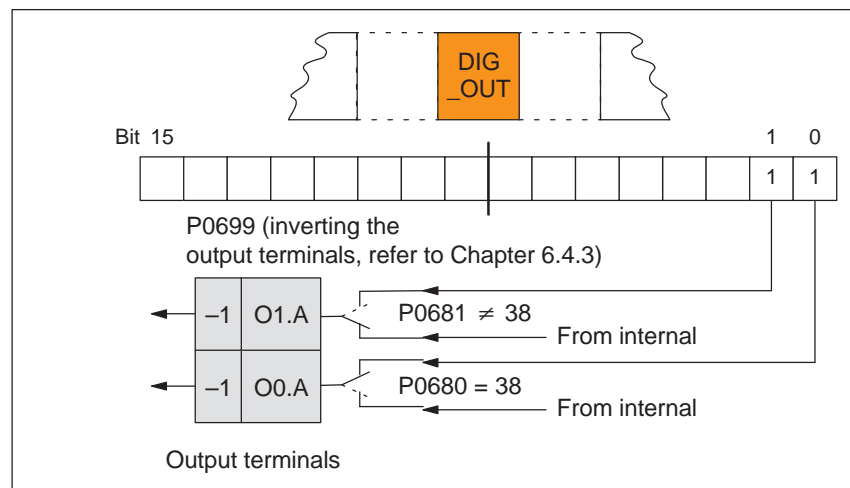 DIG
_OUT
Bit 15 1 0
1 1
P0699 (inverting the
output terminals, refer to Chapter 6.4.3)
–1 O1.A P0681 ≠ 38
From internal
–1 O0.A P0680 = 38
From internal
Output terminals